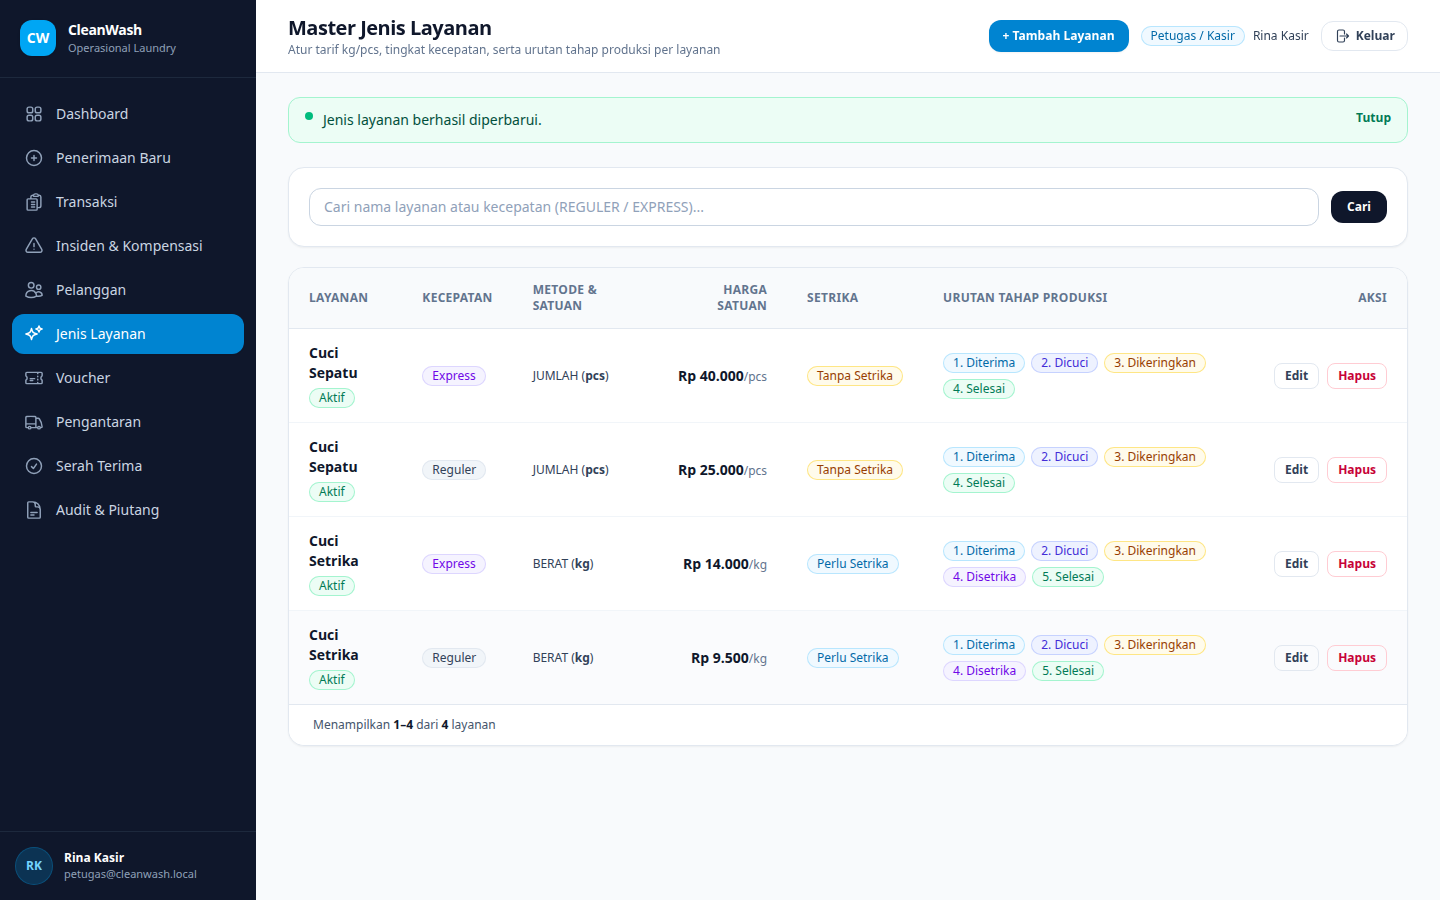 CW
CleanWash
Operasional Laundry
Dashboard
Penerimaan Baru
Transaksi
Insiden & Kompensasi
Pelanggan
Jenis Layanan
Voucher
Pengantaran
Serah Terima
Audit & Piutang
RK
Rina Kasir
petugas@cleanwash.local
Master Jenis Layanan
Atur tarif kg/pcs, tingkat kecepatan, serta urutan tahap produksi per layanan
+ Tambah Layanan
Petugas / Kasir
Rina Kasir
Keluar
Jenis layanan berhasil diperbarui.
Tutup
Cari nama layanan atau kecepatan (REGULER / EXPRESS)...
Cari
LAYANAN
KECEPATAN
METODE &
SATUAN
HARGA
SATUAN
SETRIKA
URUTAN TAHAP PRODUKSI
AKSI
Cuci
Sepatu
Aktif
Express
JUMLAH (pcs)
Rp 40.000/pcs
Tanpa Setrika
1. Diterima 2. Dicuci 3. Dikeringkan
4. Selesai
Edit
Hapus
Cuci
Sepatu
Aktif
Reguler
JUMLAH (pcs)
Rp 25.000/pcs
Tanpa Setrika
1. Diterima 2. Dicuci 3. Dikeringkan
4. Selesai
Edit
Hapus
Cuci
Setrika
Aktif
Express
BERAT (kg)
Rp 14.000/kg
Perlu Setrika
1. Diterima 2. Dicuci 3. Dikeringkan
4. Disetrika 5. Selesai
Edit
Hapus
Cuci
Setrika
Aktif
Reguler
BERAT (kg)
Rp 9.500/kg
Perlu Setrika
1. Diterima 2. Dicuci 3. Dikeringkan
4. Disetrika 5. Selesai
Edit
Hapus
Menampilkan 1–4 dari 4 layanan